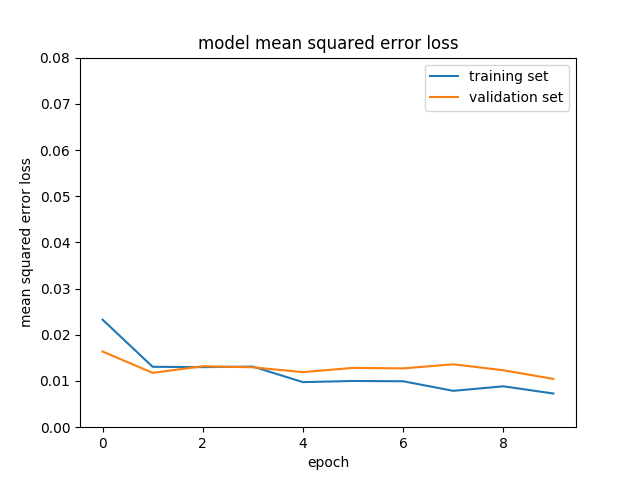 model mean squared error loss
training set
validation set
0.08
0.07
0.06
0.05
0.04
0.03
0.02
0.01
0.00
mean squared error loss
0 2 4 6 8
epoch